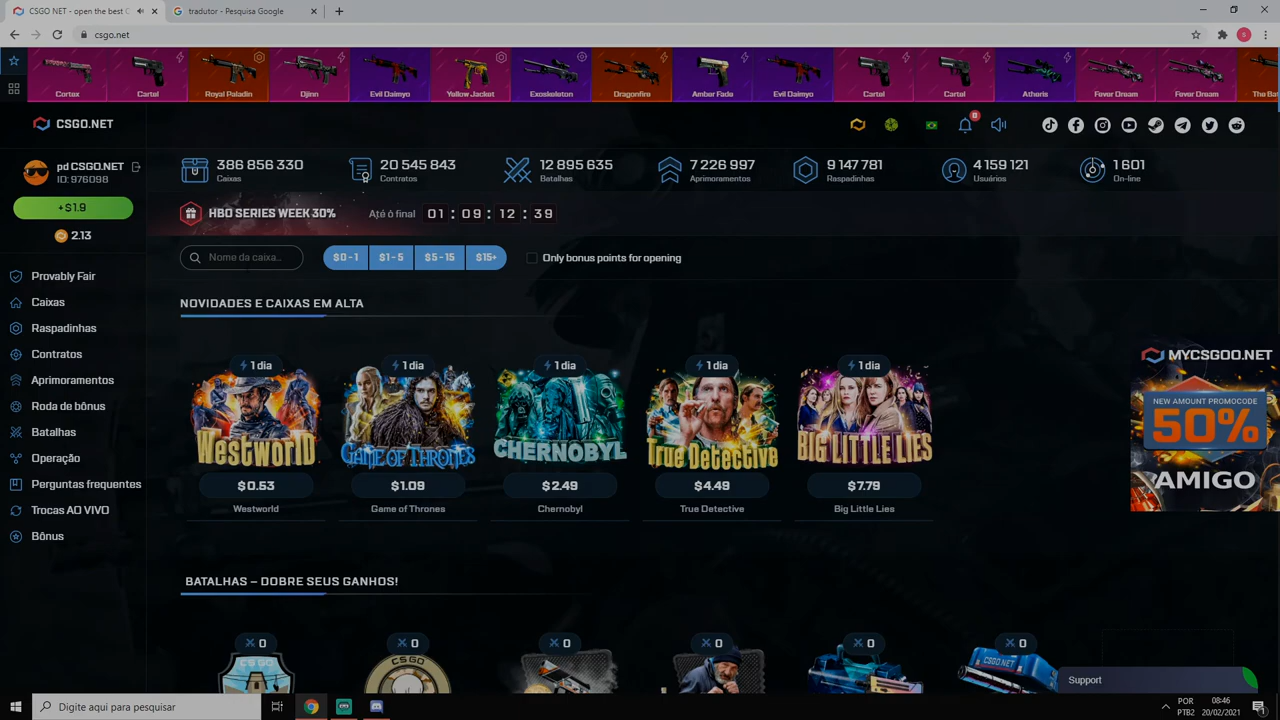 CSGO NET - open the best C
tradutor - Pesquisa Google
csgo.net
Cortex
Cartel
Royal Paladin
Djinn
Evil Daimyo
Yellow Jacket
Exoskeleton
Dragonfire
Amber Fade
Evil Daimyo
Cartel
Cartel
Atheris
Fever Dream
Fever Dream
The Bat
CSGO.NET
8
pd CSGO.NET
ID: 976098
+$1.9
2.13
386 856 330
Caixas
20 545 843
Contratos
12 895 635
Batalhas
7 226 997
Aprimoramentos
9 147 781
Raspadinhas
4 159 121
Usuários
1 601
On-line
HBO SERIES WEEK 30%
Até ô final
01 : 09 : 12 : 39
Nome da caixa..
$0 - 1
$1 - 5
$5 - 15
$15+
Only bonus points for opening
Provably Fair
Caixas
Raspadinhas
Contratos
Aprimoramentos
Roda de bônus
Batalhas
Operação
Perguntas frequentes
Trocas AO VIVO
Bônus
NOVIDADES E CAIXAS EM ALTA
1 dia
1 dia
1 dia
1 dia
1 dia
Westworld
GAME OF THRONES
CHERNOBYL
True Detective
BIG LITTLE LIES
$0.53
$1.09
$2.49
$4.49
$7.79
Westworld
Game of Thrones
Chernobyl
True Detective
Big Little Lies
MYCSGOO.NET
NEW AMOUNT PROMOCODE
50%
AMIGO
BATALHAS – DOBRE SEUS GANHOS!
0
0
0
0
0
0
CS GO
CS GO
CSGO.NET
Support
Digite aqui para pesquisar
POR
PTB2
08:46
20/02/2021
1